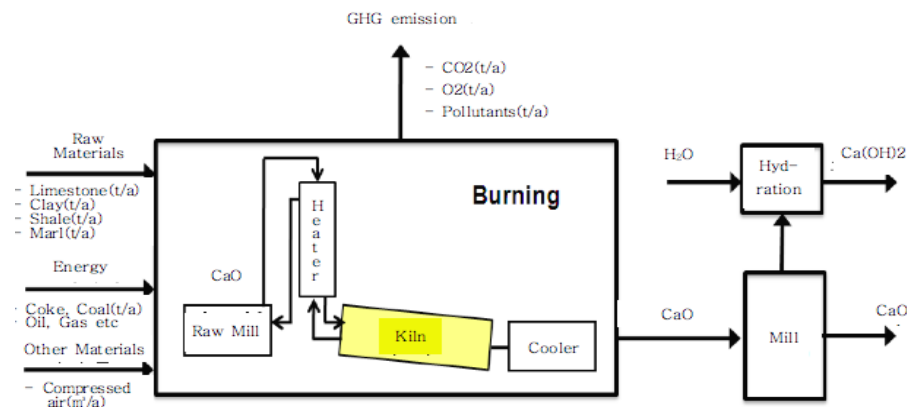 GHG emission
- CO2(t/a)
- O2(t/a)
- Pollutants(t/a)
Raw
Materials
- Limestone(t/a)
- Clay(t/a)
- Shale(t/a)
- Marl(t/a)
Energy
- Coke, Coal(t/a)
- Oil, Gas etc
Other Materials
- Compressed
air(m³/a)
Burning
Heater
CaO
Raw Mill
Kiln
Cooler
CaO
H₂O
Hyd-
ration
Ca(OH)2
Mill
CaO